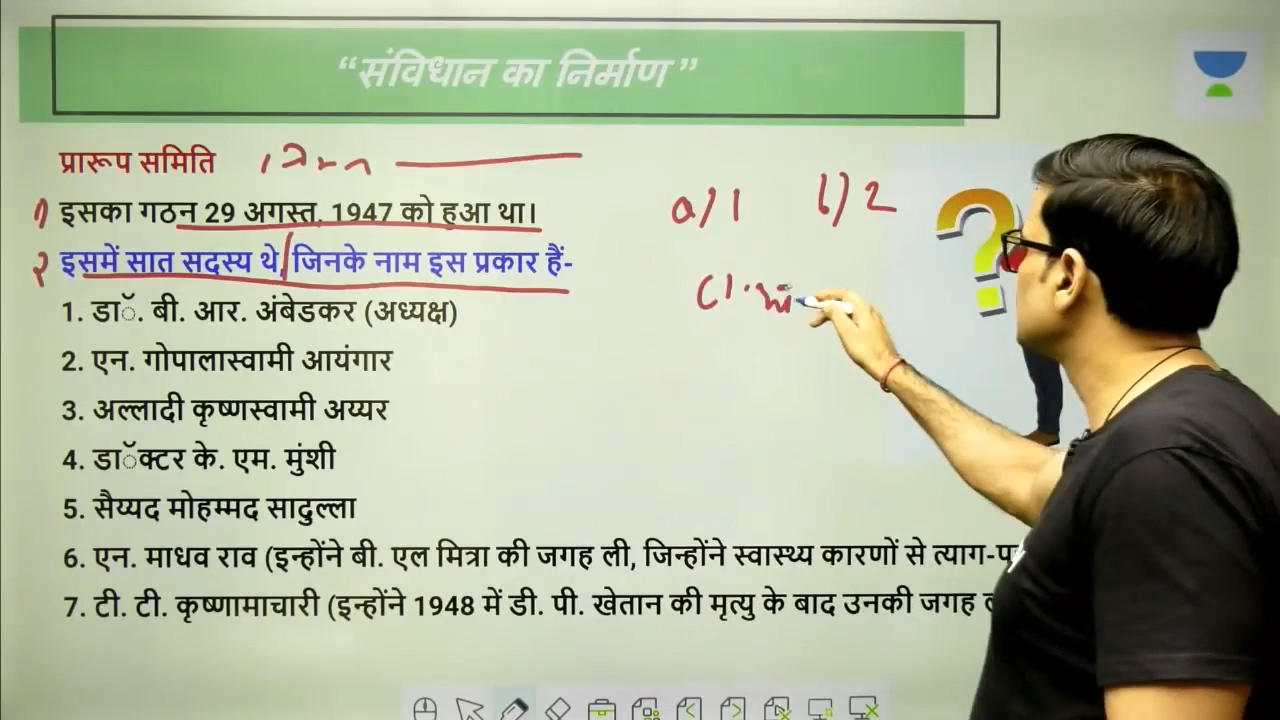 “संविधान का निर्माण”
प्रारूप समिति
1) इसका गठन 29 अगस्त, 1947 को हुआ था।
२ इसमें सात सदस्य थे, जिनके नाम इस प्रकार हैं-
a) 1 b) 2
1. डाॅ. बी. आर. अंबेडकर (अध्यक्ष)
2. एन. गोपालास्वामी आयंगार
3. अल्लादी कृष्णस्वामी अय्यर
4. डाॅक्टर के. एम. मुंशी
5. सैय्यद मोहम्मद सादुल्ला
6. एन. माधव राव (इन्होंने बी. एल मित्रा की जगह ली, जिन्होंने स्वास्थ्य कारणों से त्याग-प
7. टी. टी. कृष्णामाचारी (इन्होंने 1948 में डी. पी. खेतान की मृत्यु के बाद उनकी जगह